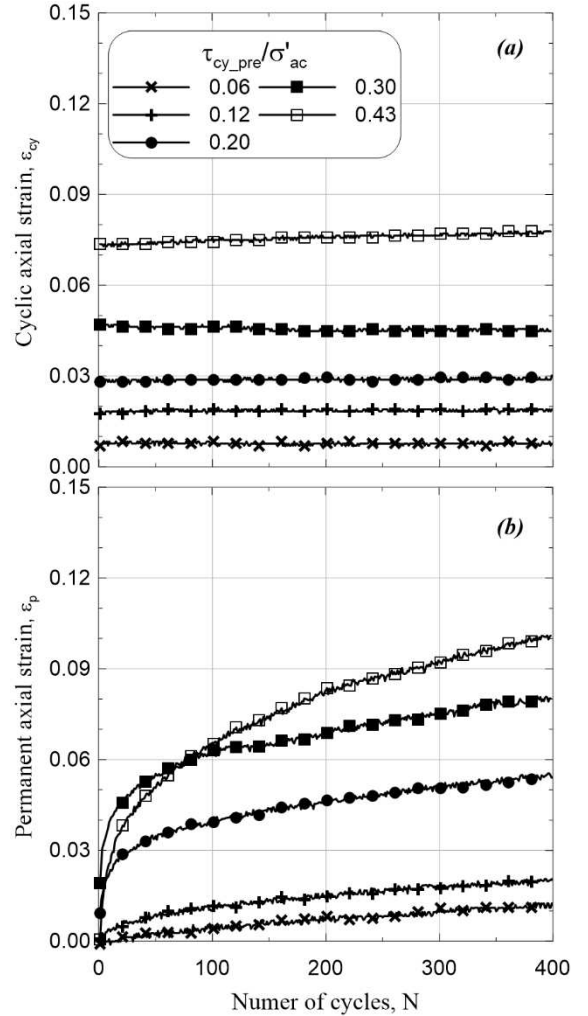 0.15
(a)
τcy_pre/σ'ac
0.06
0.30
0.12
0.43
0.20
0.12
0.09
0.06
0.03
0.00
Cyclic axial strain, εcy
0.15
(b)
0.12
0.09
0.06
0.03
0.00
Permanent axial strain, εp
0 100 200 300 400
Numer of cycles, N